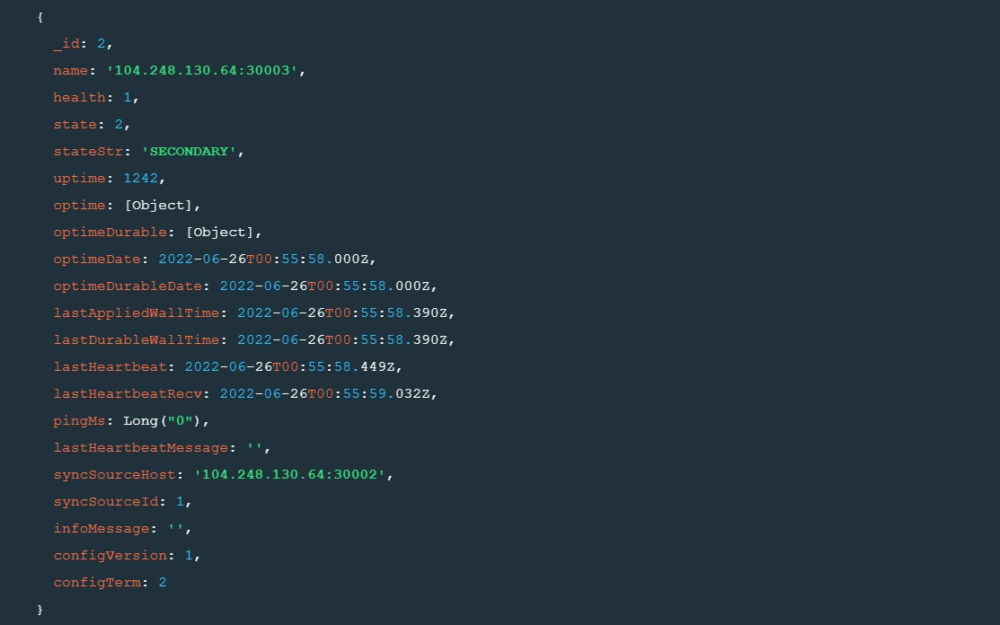 {
_id: 2,
name: '104.248.130.64:30003',
health: 1,
state: 2,
stateStr: 'SECONDARY',
uptime: 1242,
optime: [Object],
optimeDurable: [Object],
optimeDate: 2022-06-26T00:55:58.000Z,
optimeDurableDate: 2022-06-26T00:55:58.000Z,
lastAppliedWallTime: 2022-06-26T00:55:58.390Z,
lastDurableWallTime: 2022-06-26T00:55:58.390Z,
lastHeartbeat: 2022-06-26T00:55:58.449Z,
lastHeartbeatRecv: 2022-06-26T00:55:59.032Z,
pingMs: Long("0"),
lastHeartbeatMessage: '',
syncSourceHost: '104.248.130.64:30002',
syncSourceId: 1,
infoMessage: '',
configVersion: 1,
configTerm: 2
}